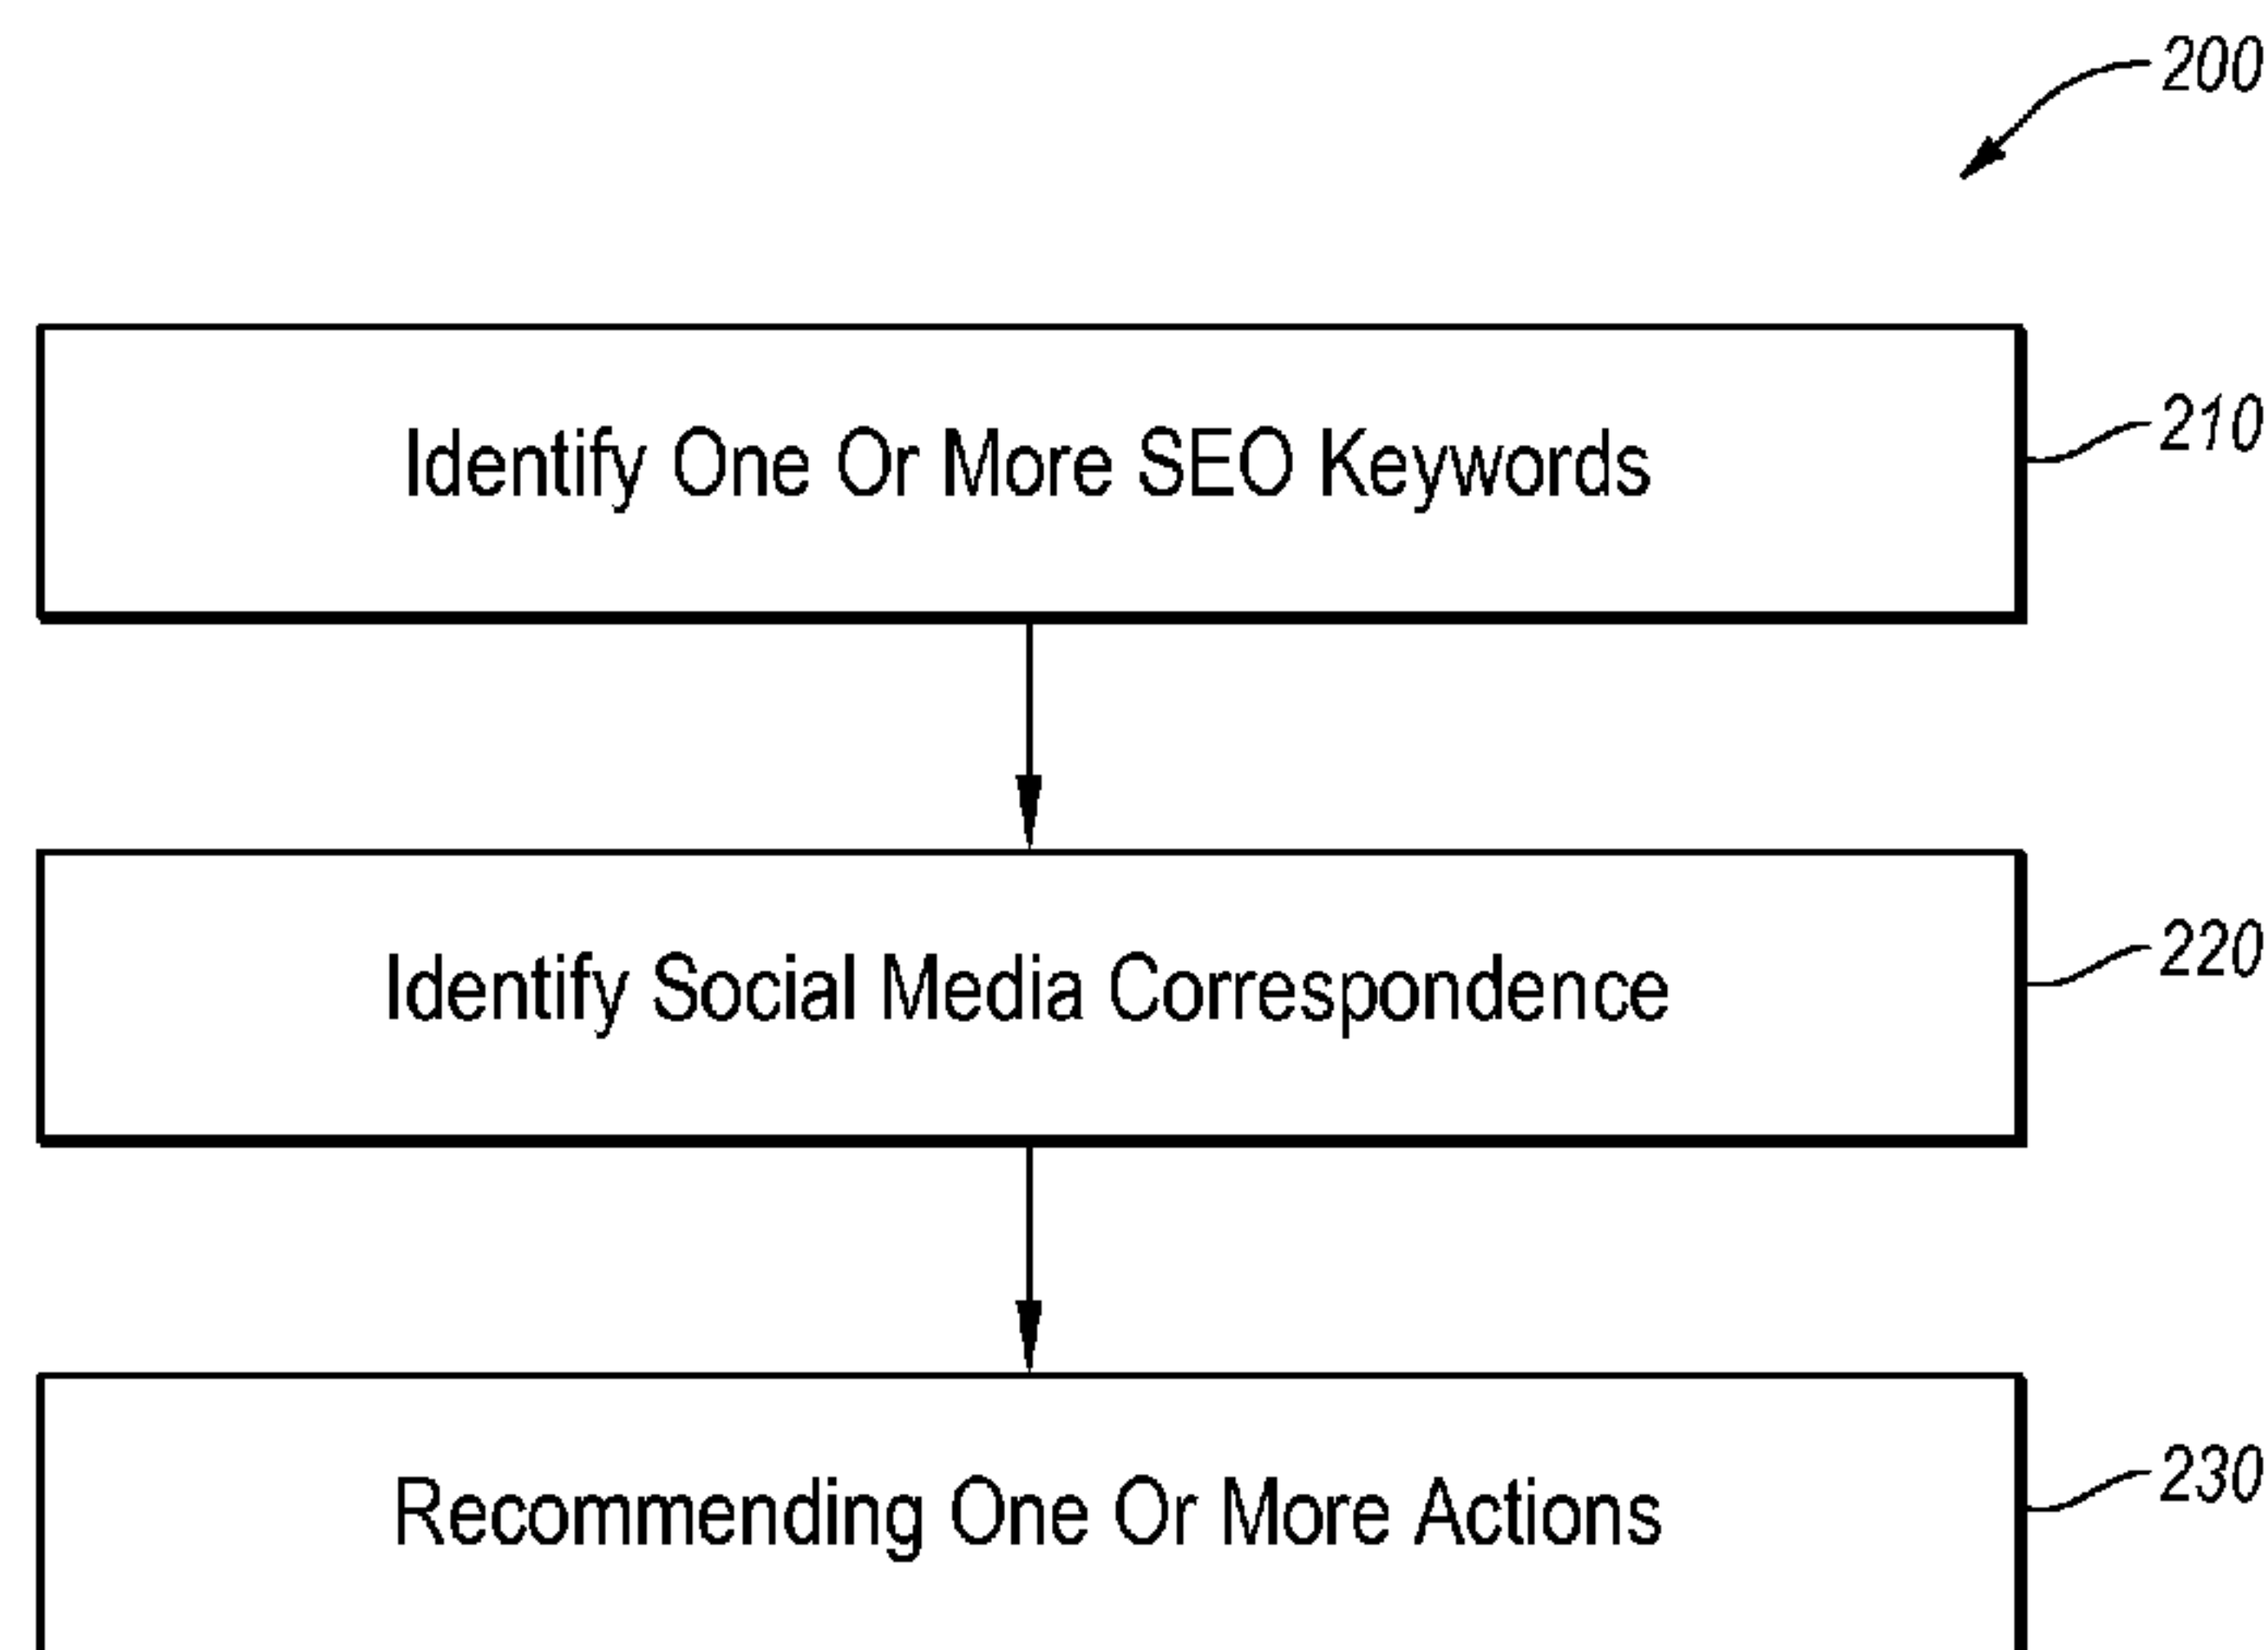 200
Identify One Or More SEO Keywords
210
Identify Social Media Correspondence
220
Recommending One Or More Actions
230